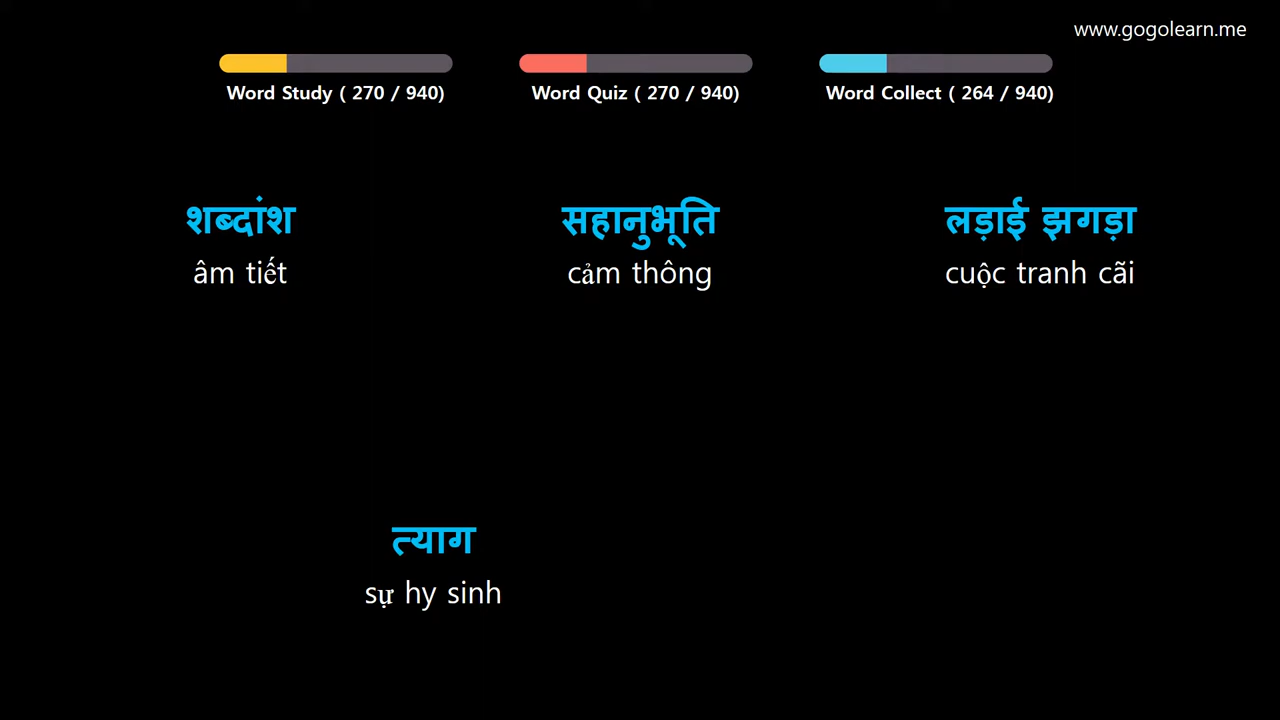 www.gogolearn.me
Word Study ( 270 / 940)
Word Quiz ( 270 / 940)
Word Collect ( 264 / 940)
शब्दांश
âm tiết
सहानुभूति
cảm thông
लड़ाई झगड़ा
cuộc tranh cãi
त्याग
sự hy sinh